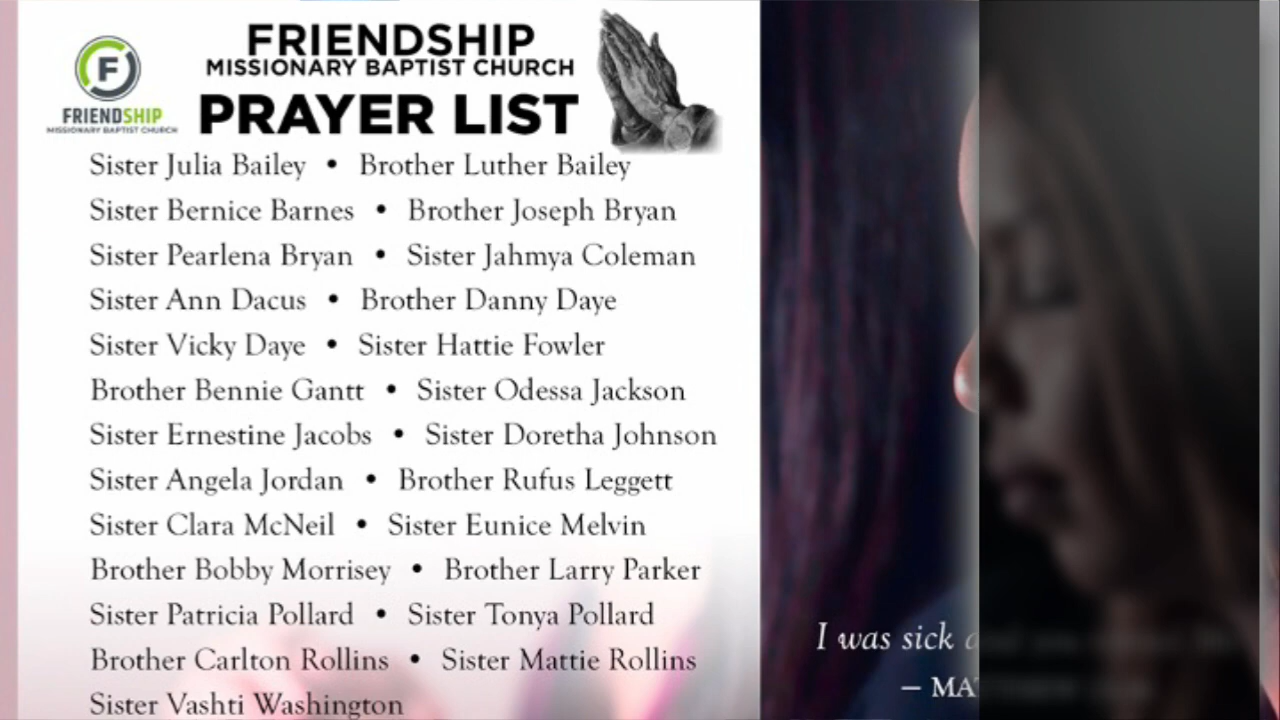 F
FRIENDSHIP
MISSIONARY BAPTIST CHURCH
FRIENDSHIP
MISSIONARY BAPTIST CHURCH
PRAYER LIST
Sister Julia Bailey • Brother Luther Bailey
Sister Bernice Barnes • Brother Joseph Bryan
Sister Pearlena Bryan • Sister Jahmya Coleman
Sister Ann Dacus • Brother Danny Daye
Sister Vicky Daye • Sister Hattie Fowler
Brother Bennie Gantt • Sister Odessa Jackson
Sister Ernestine Jacobs • Sister Doretha Johnson
Sister Angela Jordan • Brother Rufus Leggett
Sister Clara McNeil • Sister Eunice Melvin
Brother Bobby Morrisey • Brother Larry Parker
Sister Patricia Pollard • Sister Tonya Pollard
Brother Carlton Rollins • Sister Mattie Rollins
Sister Vashti Washington
I was sick
– MA